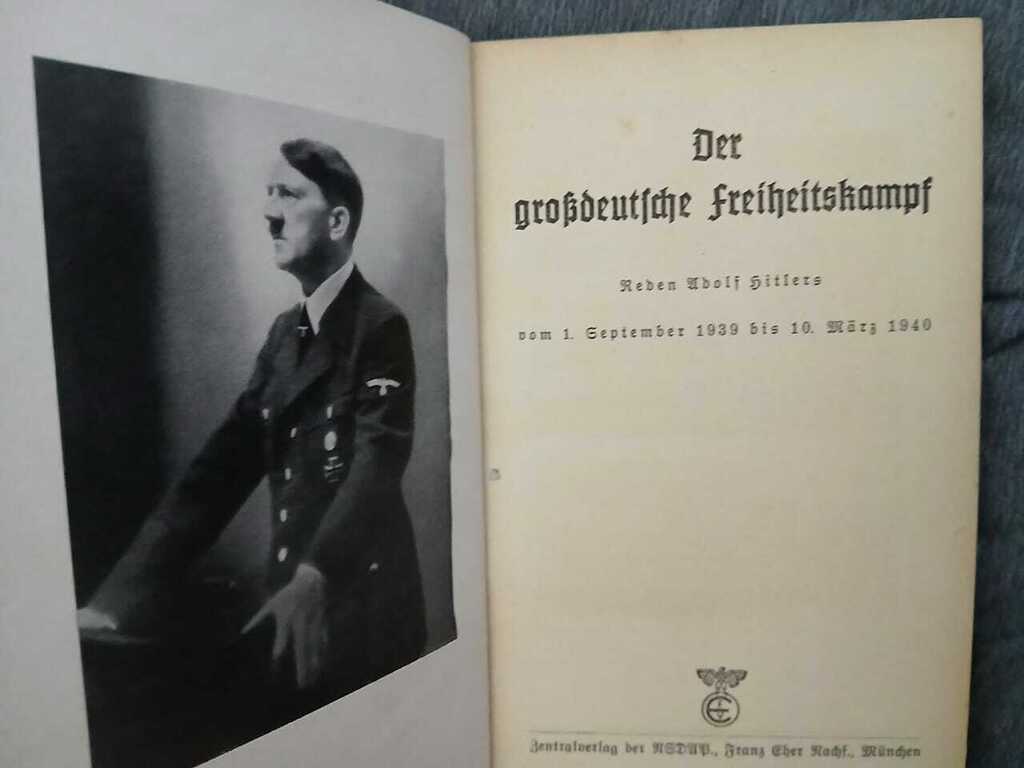 Der
großdeutsche Freiheitskampf
Reden Adolf Hitlers
vom 1. September 1939 bis 10. März 1940
Zentralverlag der NSDAP., Franz Eher Nachf., München